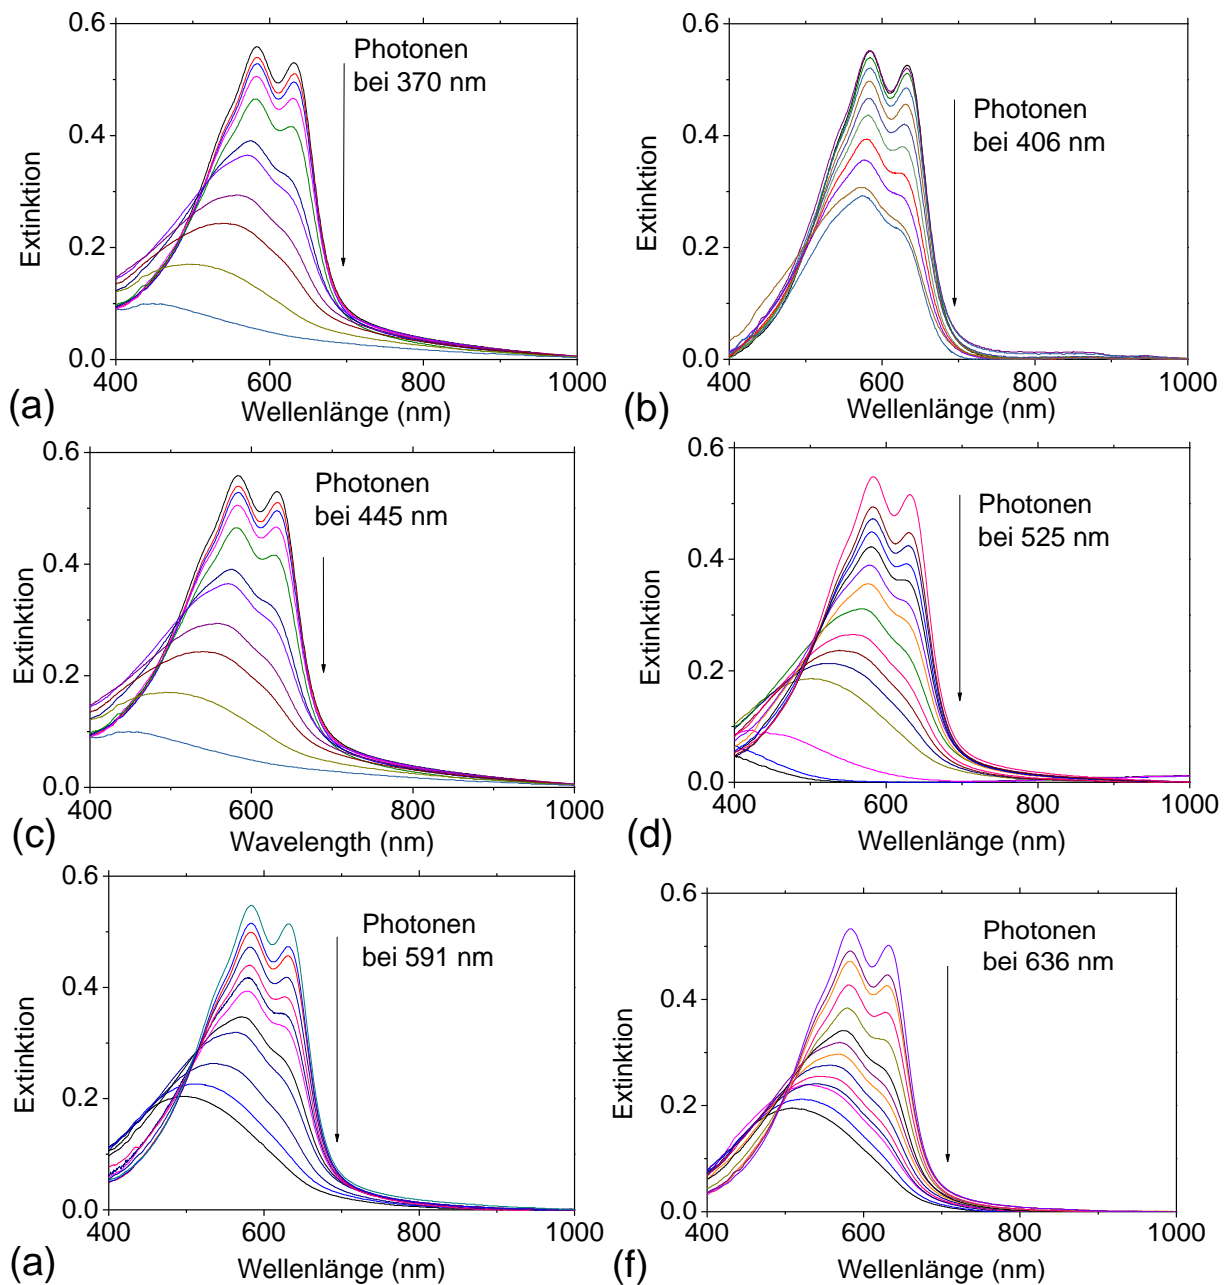 0.6
0.4
0.2
0.0
Extinktion
Photonen
bei 370 nm
400 600 800 1000
Wellenlänge (nm)
(a)
0.6
0.4
0.2
0.0
Extinktion
Photonen
bei 406 nm
400 600 800 1000
Wellenlänge (nm)
(b)
0.6
0.4
0.2
0.0
Extinktion
Photonen
bei 445 nm
400 600 800 1000
Wavelength (nm)
(c)
0.6
0.4
0.2
0.0
Extinktion
Photonen
bei 525 nm
400 600 800 1000
Wellenlänge (nm)
(d)
0.6
0.4
0.2
0.0
Extinktion
Photonen
bei 591 nm
400 600 800 1000
Wellenlänge (nm)
(a)
0.6
0.4
0.2
0.0
Extinktion
Photonen
bei 636 nm
400 600 800 1000
Wellenlänge (nm)
(f)